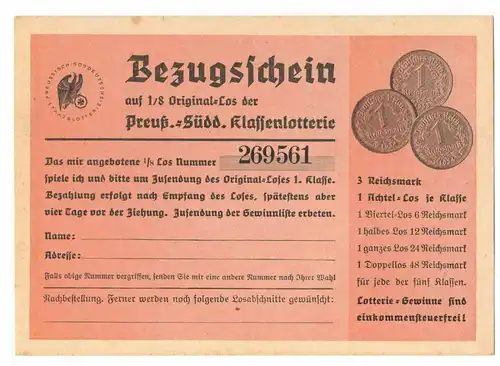 Bezugsschein
auf 1/8 Original-Los der
Preuß.-Südd. Klassenlotterie
Das mir angebotene 1/8 Los Nummer 269561
spiele ich und bitte um Zusendung des Original-Loses 1. Klasse.
Bezahlung erfolgt nach Empfang des Loses, spätestens aber
vier Tage vor der Ziehung. Zusendung der Gewinnliste erbeten.
Name:
Adresse:
Falls obige Nummer vergriffen, senden Sie mir eine andere Nummer nach Ihrer Wahl
Nachbestellung. Ferner werden noch folgende Losabschnitte gewünscht:
3 Reichsmark
1 Achtel-Los je Klasse
1 Viertel-Los 6 Reichsmark
1 halbes Los 12 Reichsmark
1 ganzes Los 24 Reichsmark
1 Doppellos 48 Reichsmark
für jede der fünf Klassen.
Lotterie-Gewinne sind
einkommensteuerfrei!